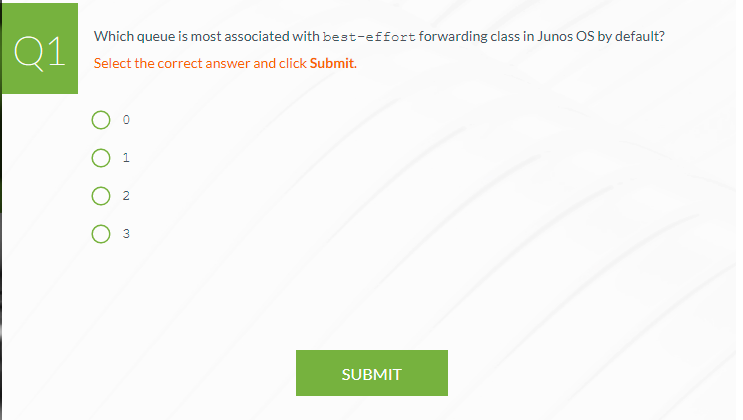 Q1
Which queue is most associated with best-effort forwarding class in Junos OS by default?
Select the correct answer and click Submit.
0
1
2
3
SUBMIT